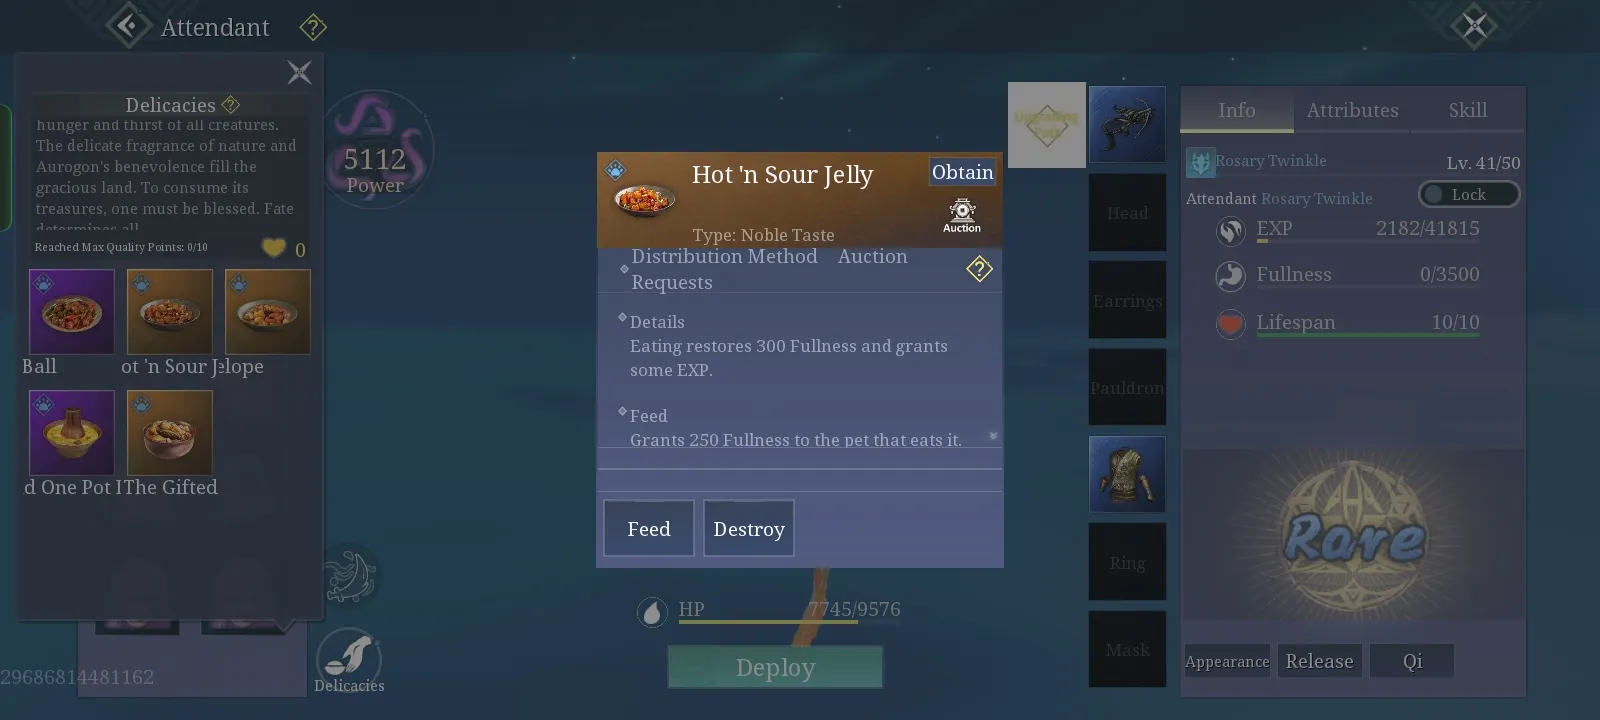 Attendant
Delicacies
hunger and thirst of all creatures.
The delicate fragrance of nature and
Aurogon's benevolence fill the
gracious land. To consume its
treasures, one must be blessed. Fate
determines all
Reached Max Quality Points: 0/10
0
Ball
ot 'n Sour J
elope
d One Pot I
The Gifted
29686814481162
5112
Power
Delicacies
Hot 'n Sour Jelly
Obtain
Auction
Type: Noble Taste
Distribution Method Auction
Requests
Details
Eating restores 300 Fullness and grants
some EXP.
Feed
Grants 250 Fullness to the pet that eats it.
Feed
Destroy
HP
7745/9576
Deploy
Upgrading
Path
Head
Earrings
Pauldron
Ring
Mask
Info
Attributes
Skill
Rosary Twinkle
Lv. 41/50
Attendant Rosary Twinkle
Lock
EXP
2182/41815
Fullness
0/3500
Lifespan
10/10
Rare
Appearance
Release
Qi